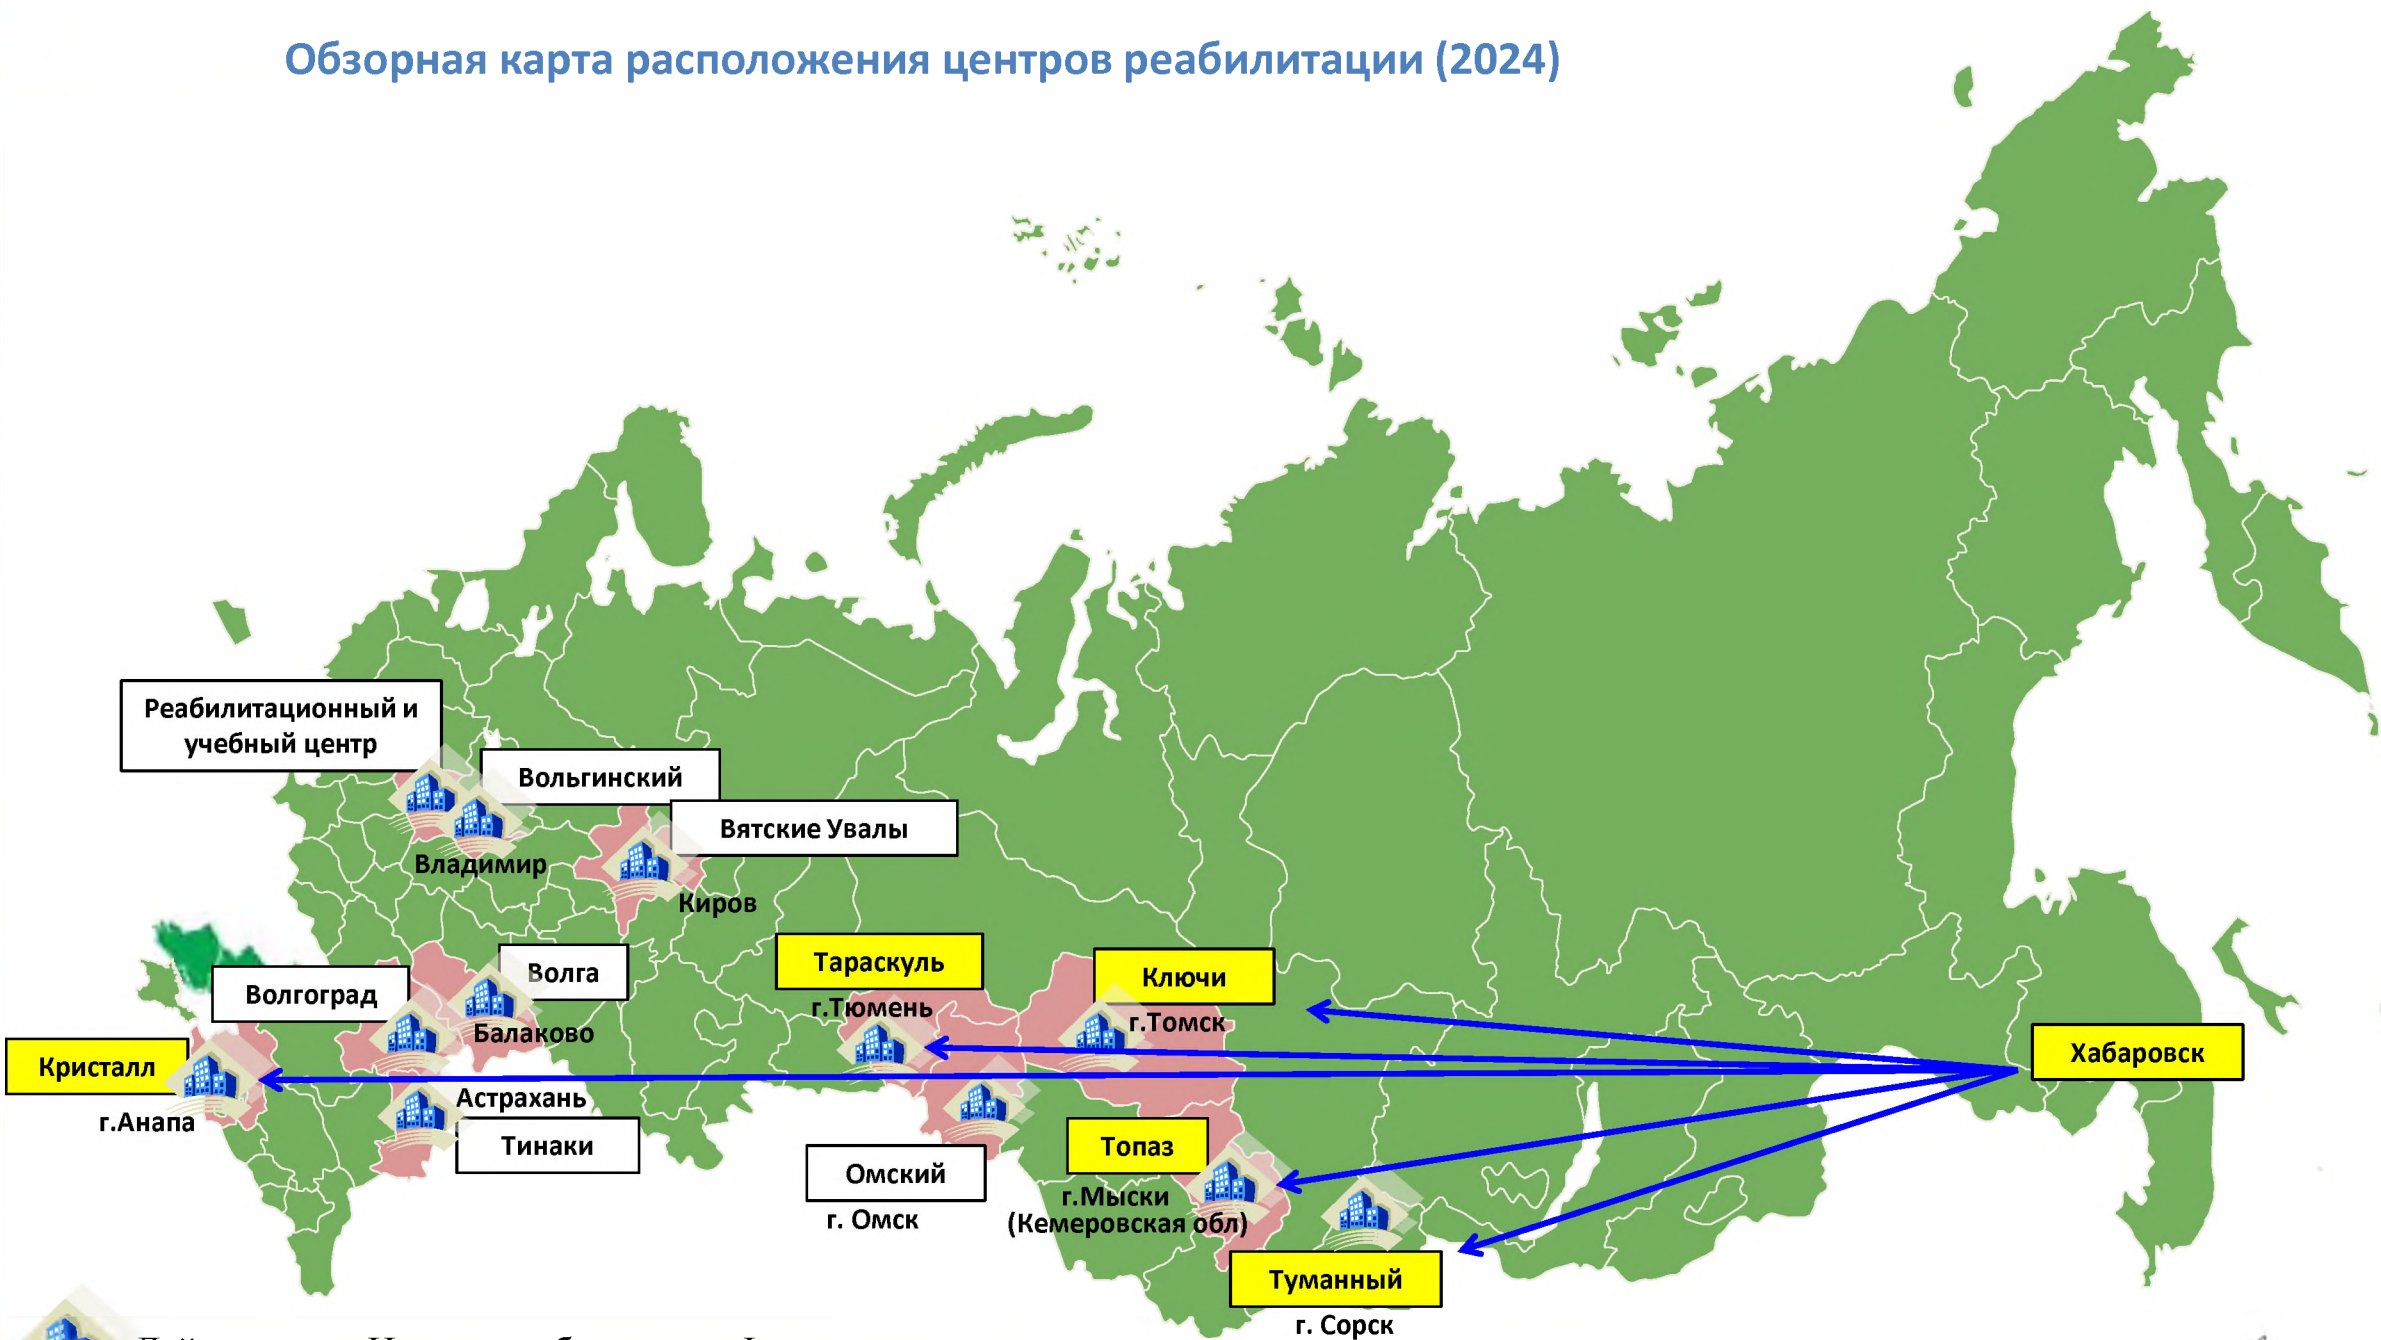 Обзорная карта расположения центров реабилитации (2024)
Реабилитационный и
учебный центр
Вольгинский
Вятские Увалы
Владимир
Киров
Волга
Волгоград
Балаково
Кристалл
г.Анапа
Астрахань
Тинаки
Тараскуль
г.Тюмень
Ключи
г.Томск
Хабаровск
Омский
г. Омск
Топаз
г.Мыски
(Кемеровская обл)
Туманный
г. Сорск